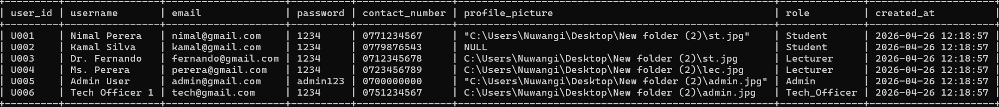 | user_id | username | email | password | contact_number | profile_picture | role | created_at |
| U001 | Nimal Perera | nimal@gmail.com | 1234 | 0771234567 | "C:\Users\Nuwangi\Desktop\New folder (2)\st.jpg" | Student | 2026-04-26 12:18:57 |
| U002 | Kamal Silva | kamal@gmail.com | 1234 | 0779876543 | NULL | Student | 2026-04-26 12:18:57 |
| U003 | Dr. Fernando | fernando@gmail.com | 1234 | 0712345678 | C:\Users\Nuwangi\Desktop\New folder (2)\st.jpg | Lecturer | 2026-04-26 12:18:57 |
| U004 | Ms. Perera | perera@gmail.com | 1234 | 0723456789 | C:\Users\Nuwangi\Desktop\New folder (2)\lec.jpg | Lecturer | 2026-04-26 12:18:57 |
| U005 | Admin User | admin@gmail.com | admin123 | 0700000000 | "C:\Users\Nuwangi\Desktop\New folder (2)\admin.jpg" | Admin | 2026-04-26 12:18:57 |
| U006 | Tech Officer 1 | tech@gmail.com | 1234 | 0751234567 | C:\Users\Nuwangi\Desktop\New folder (2)\admin.jpg | Tech_Officer | 2026-04-26 12:18:57 |